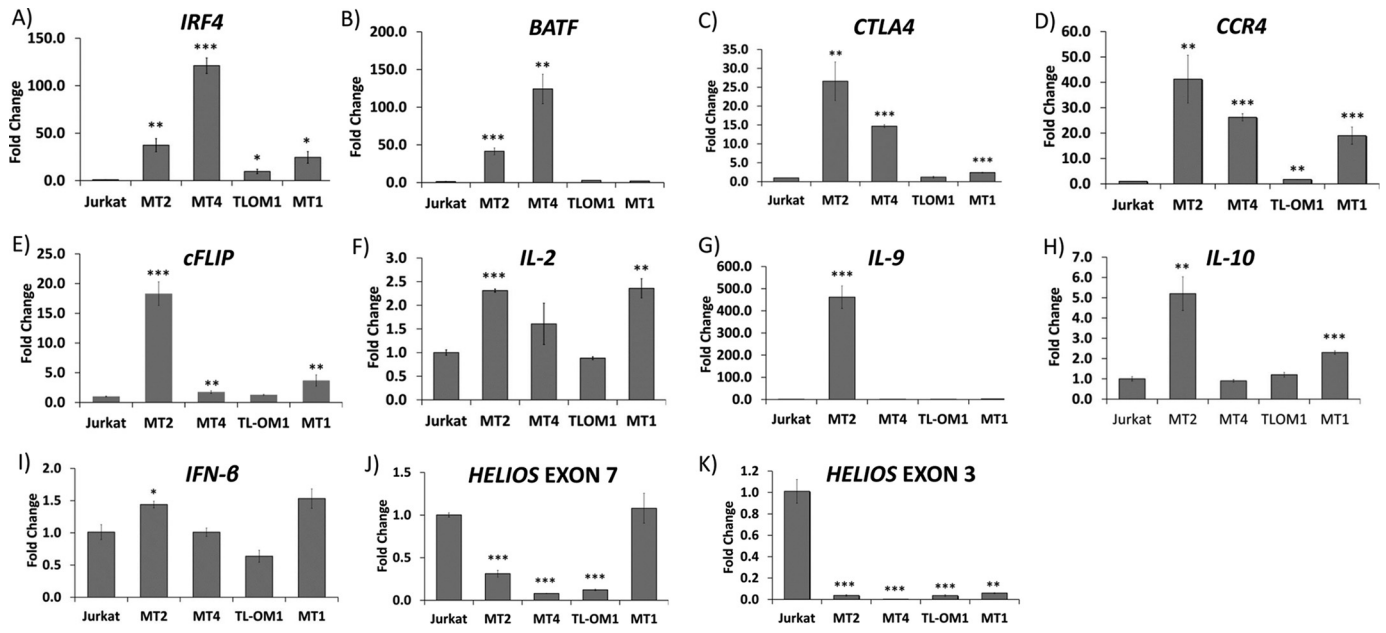 A) IRF4
150.0
100.0
50.0
0.0
Fold Change
** *** * *
Jurkat MT2 MT4 TLOM1 MT1
B) BATF
200.0
150.0
100.0
50.0
0.0
Fold Change
*** **
Jurkat MT2 MT4 TLOM1 MT1
C) CTLA4
35.0
30.0
25.0
20.0
15.0
10.0
5.0
0.0
Fold Change
** *** ***
Jurkat MT2 MT4 TLOM1 MT1
D) CCR4
60.0
50.0
40.0
30.0
20.0
10.0
0.0
Fold Change
** *** ** ***
Jurkat MT2 MT4 TL-OM1 MT1
E) cFLIP
25.0
20.0
15.0
10.0
5.0
0.0
Fold Change
*** ** **
Jurkat MT2 MT4 TL-OM1 MT1
F) IL-2
3.0
2.5
2.0
1.5
1.0
0.5
0.0
Fold Change
*** **
Jurkat MT2 MT4 TLOM1 MT1
G) IL-9
600.0
500.0
400.0
300.0
200.0
100.0
0.0
Fold Change
***
Jurkat MT2 MT4 TL-OM1 MT1
H) IL-10
7.0
6.0
5.0
4.0
3.0
2.0
1.0
0.0
Fold Change
** ***
Jurkat MT2 MT4 TLOM1 MT1
I) IFN-β
2.0
1.5
1.0
0.5
0.0
Fold Change
*
Jurkat MT2 MT4 TL-OM1 MT1
J) HELIOS EXON 7
1.5
1.0
0.5
0.0
Fold Change
*** *** ***
Jurkat MT2 MT4 TL-OM1 MT1
K) HELIOS EXON 3
1.2
1.0
0.8
0.6
0.4
0.2
0.0
Fold Change
*** *** *** **
Jurkat MT2 MT4 TL-OM1 MT1